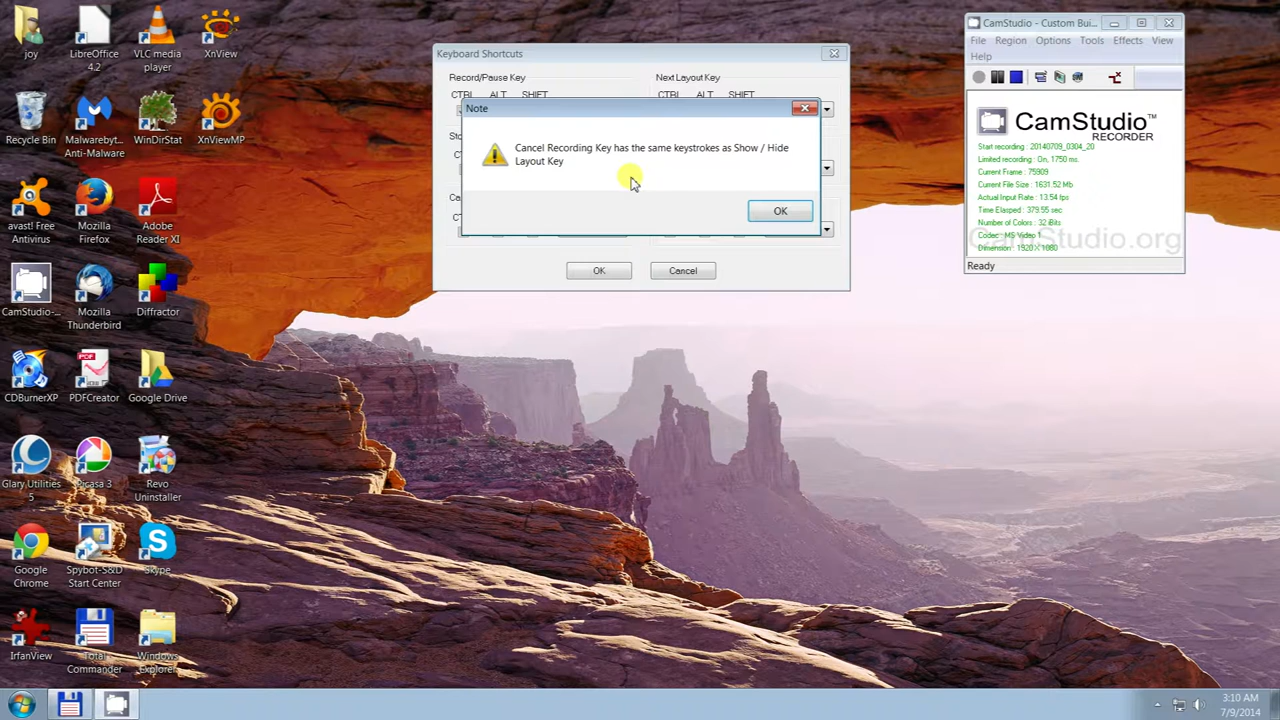 joy
LibreOffice
4.2
VLC media
player
XnView
Recycle Bin
Malwarebyt...
Anti-Malware
WinDirStat
XnViewMP
avast! Free
Antivirus
Mozilla
Firefox
Adobe
Reader XI
CamStudio-...
Mozilla
Thunderbird
Diffractor
CDBurnerXP
PDFCreator
Google Drive
Glary Utilities
5
Picasa 3
Revo
Uninstaller
Google
Chrome
Spybot-S&D
Start Center
Skype
IrfanView
Total
Commander
Windows
Explorer
Keyboard Shortcuts
Record/Pause Key
Next Layout Key
CTRL ALT SHIFT
CTRL ALT SHIFT
Note
Cancel Recording Key has the same keystrokes as Show / Hide
Layout Key
OK
OK
Cancel
CamStudio - Custom Bui...
File Region Options Tools Effects View
Help
CamStudio™
RECORDER
Start recording : 20140709_0304_20
Limited recording : On, 1750 ms.
Current Frame : 75909
Current File Size : 1631.52 Mb
Actual Input Rate : 13.54 fps
Time Elasped : 379.55 sec
Number of Colors : 32 iBits
Codec : MS Video 1
Dimension : 1920 X 1080
CamStudio.org
Ready
3:10 AM
7/9/2014